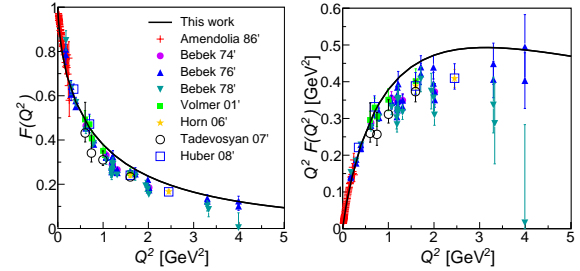 This work
Amendolia 86'
Bebek 74'
Bebek 76'
Bebek 78'
Volmer 01'
Horn 06'
Tadevosyan 07'
Huber 08'
F(Q²)
1
0.8
0.6
0.4
0.2
0
0 1 2 3 4 5
Q² [GeV²]
Q² F(Q²) [GeV²]
0.6
0.5
0.4
0.3
0.2
0.1
0
0 1 2 3 4 5
Q² [GeV²]